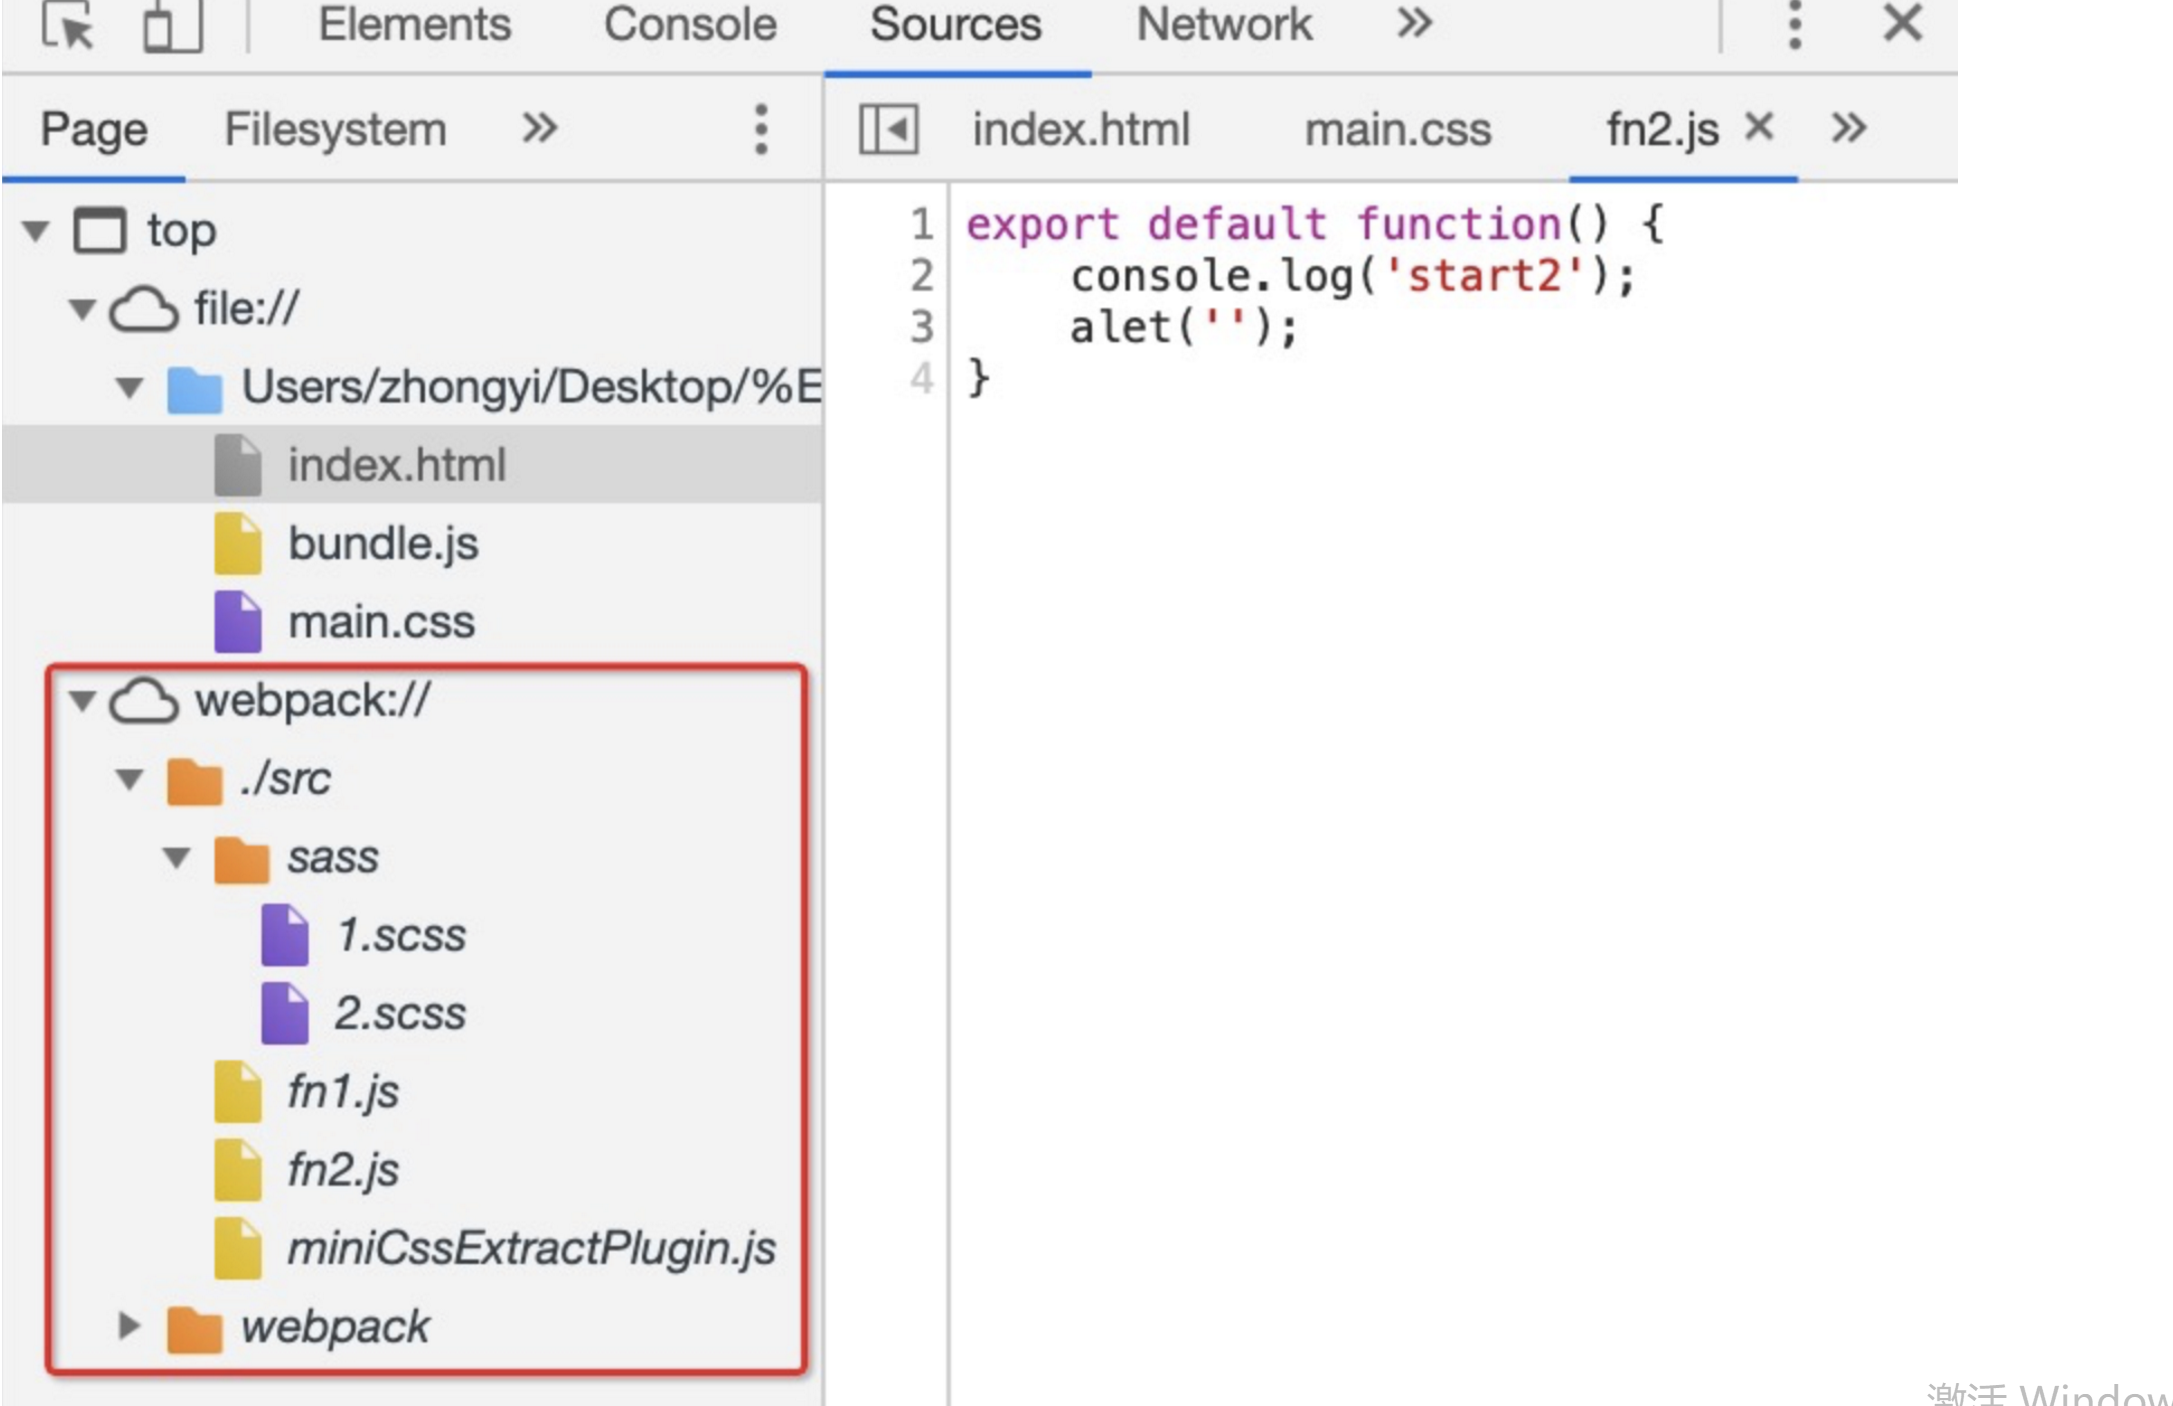 Elements Console Sources Network »
Page Filesystem »
index.html main.css fn2.js × »
top
file://
Users/zhongyi/Desktop/%E
index.html
bundle.js
main.css
webpack://
./src
sass
1.scss
2.scss
fn1.js
fn2.js
miniCssExtractPlugin.js
webpack
1 export default function() {
2 console.log('start2');
3 alet('');
4 }
激活 Window